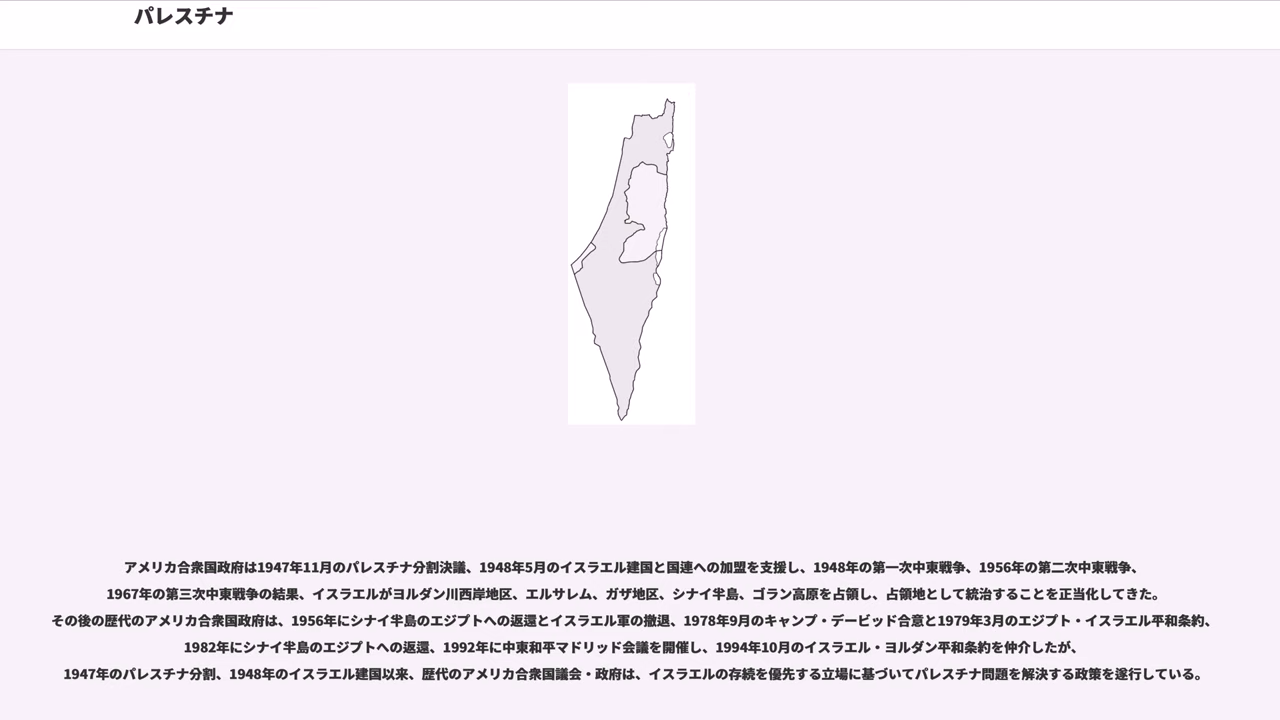 パレスチナ
アメリカ合衆国政府は1947年11月のパレスチナ分割決議、1948年5月のイスラエル建国と国連への加盟を支援し、1948年の第一次中東戦争、1956年の第二次中東戦争、
1967年の第三次中東戦争の結果、イスラエルがヨルダン川西岸地区、エルサレム、ガザ地区、シナイ半島、ゴラン高原を占領し、占領地として統治することを正当化してきた。
その後の歴代のアメリカ合衆国政府は、1956年にシナイ半島のエジプトへの返還とイスラエル軍の撤退、1978年9月のキャンプ・デービッド合意と1979年3月のエジプト・イスラエル平和条約、
1982年にシナイ半島のエジプトへの返還、1992年に中東和平マドリッド会議を開催し、1994年10月のイスラエル・ヨルダン平和条約を仲介したが、
1947年のパレスチナ分割、1948年のイスラエル建国以来、歴代のアメリカ合衆国議会・政府は、イスラエルの存続を優先する立場に基づいてパレスチナ問題を解決する政策を遂行している。